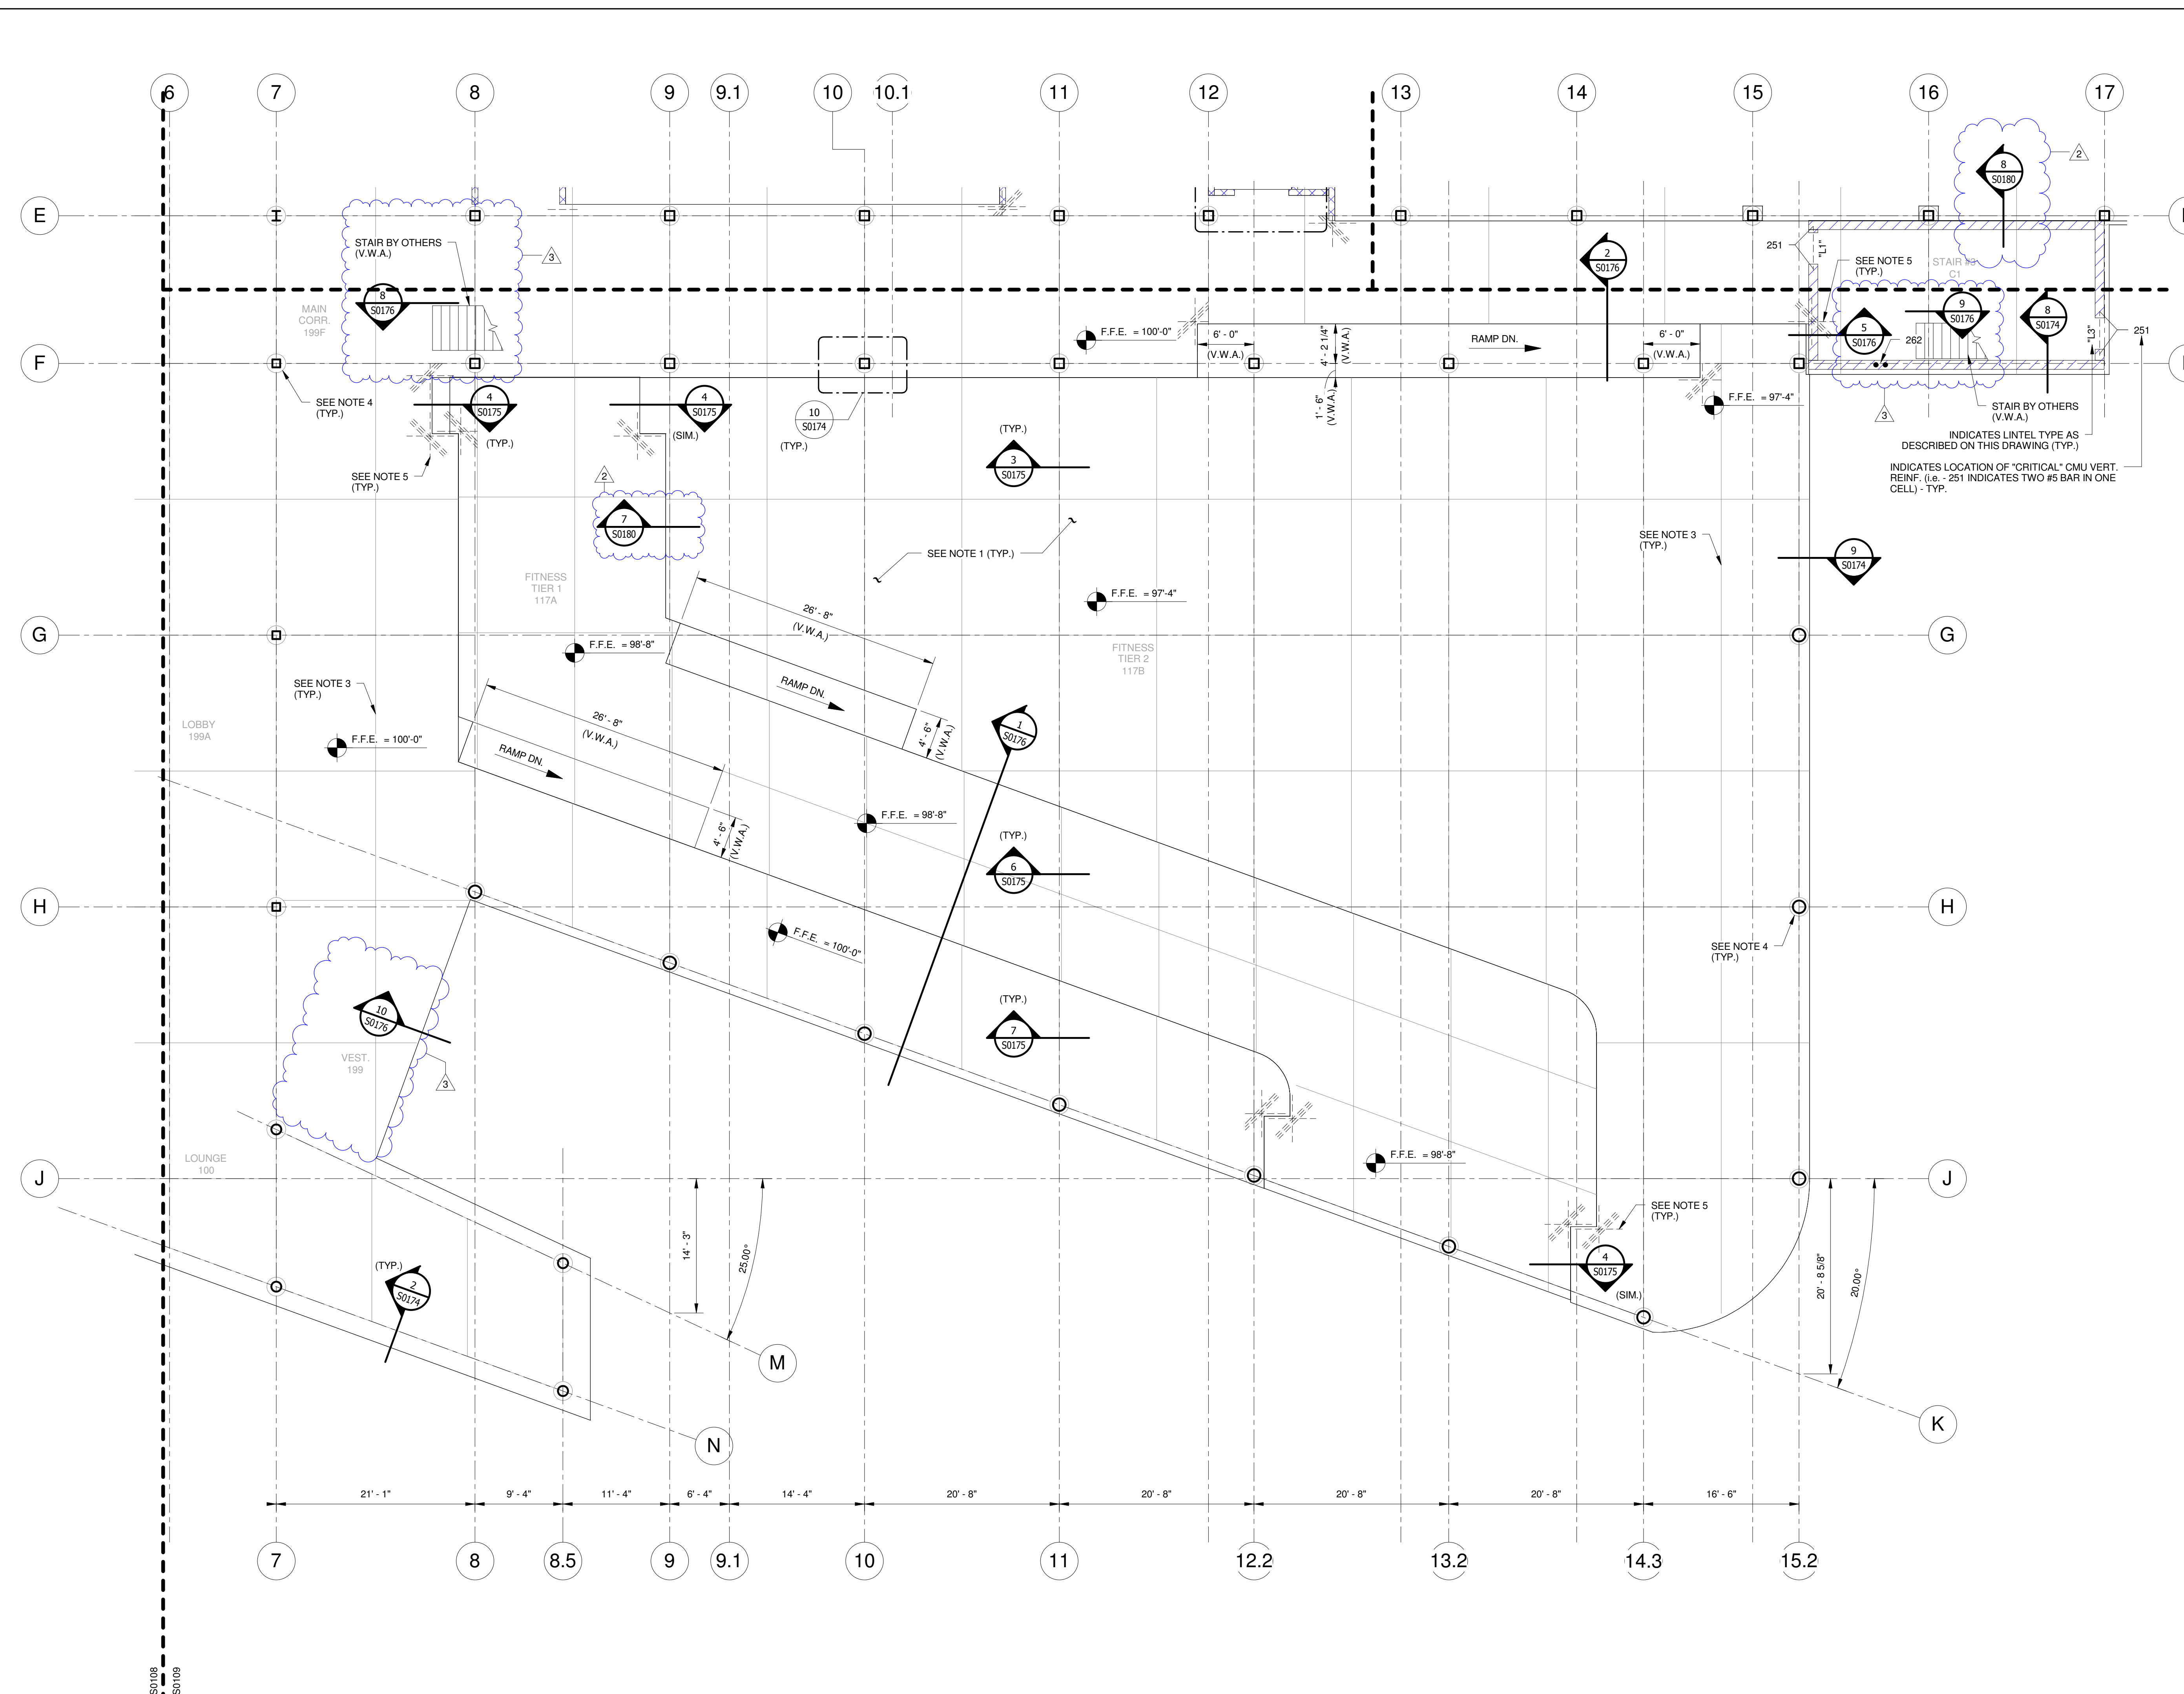 6
7
8
9
9.1
10
10.1
11
12
13
14
15
16
17
8
S0180
2
E
STAIR BY OTHERS
(V.W.A.)
3
251
"L1"
SEE NOTE 5
(TYP.)
STAIR #3
C1
2
S0176
8
S0176
MAIN
CORR.
199F
F.F.E. = 100'-0"
6' - 0"
(V.W.A.)
4' - 2 1/4"
(V.W.A.)
RAMP DN.
6' - 0"
(V.W.A.)
5
S0176
9
S0176
8
S0174
262
"L3"
251
F
SEE NOTE 4
(TYP.)
4
S0175
(TYP.)
4
S0175
(SIM.)
10
S0174
(TYP.)
1' - 6"
(V.W.A.)
F.F.E. = 97'-4"
STAIR BY OTHERS
(V.W.A.)
3
INDICATES LINTEL TYPE AS
DESCRIBED ON THIS DRAWING (TYP.)
INDICATES LOCATION OF "CRITICAL" CMU VERT.
REINF. (i.e. - 251 INDICATES TWO #5 BAR IN ONE
CELL) - TYP.
(TYP.)
3
S0175
SEE NOTE 5
(TYP.)
2
7
S0180
SEE NOTE 1 (TYP.)
SEE NOTE 3
(TYP.)
9
S0174
FITNESS
TIER 1
117A
26' - 8"
(V.W.A.)
F.F.E. = 97'-4"
G
F.F.E. = 98'-8"
FITNESS
TIER 2
117B
G
SEE NOTE 3
(TYP.)
RAMP DN.
LOBBY
199A
F.F.E. = 100'-0"
26' - 8"
(V.W.A.)
RAMP DN.
4' - 6"
(V.W.A.)
1
S0176
F.F.E. = 98'-8"
4' - 6"
(V.W.A.)
(TYP.)
6
S0175
H
H
F.F.E. = 100'-0"
SEE NOTE 4
(TYP.)
10
S0176
VEST.
199
3
(TYP.)
7
S0175
LOUNGE
100
F.F.E. = 98'-8"
J
J
SEE NOTE 5
(TYP.)
14' - 3"
25.00°
(TYP.)
2
S0174
4
S0175
(SIM.)
20' - 8 5/8"
20.00°
M
N
K
21' - 1"
9' - 4"
11' - 4"
6' - 4"
14' - 4"
20' - 8"
20' - 8"
20' - 8"
20' - 8"
16' - 6"
7
8
8.5
9
9.1
10
11
12.2
13.2
14.3
15.2
S0108
S0109